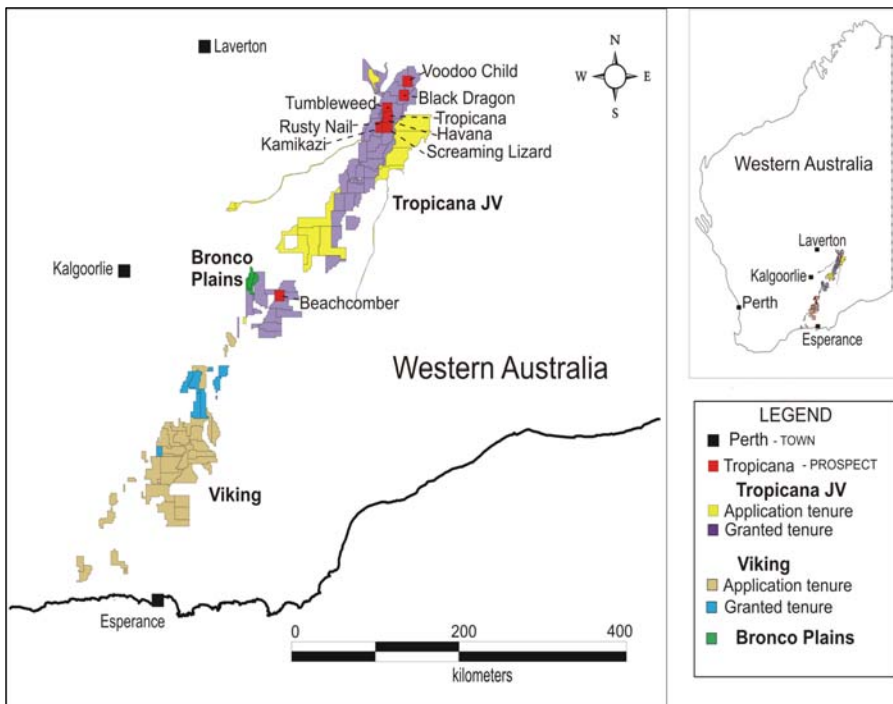 Laverton
N
W E
S
Voodoo Child
Black Dragon
Tumbleweed
Tropicana
Rusty Nail
Havana
Kamikazi
Screaming Lizard
Tropicana JV
Bronco
Plains
Kalgoorlie
Beachcomber
Western Australia
Viking
Esperance
0 200 400
kilometers
Western Australia
Laverton
Kalgoorlie
Perth
Esperance
LEGEND
Perth - TOWN
Tropicana - PROSPECT
Tropicana JV
Application tenure
Granted tenure
Viking
Application tenure
Granted tenure
Bronco Plains